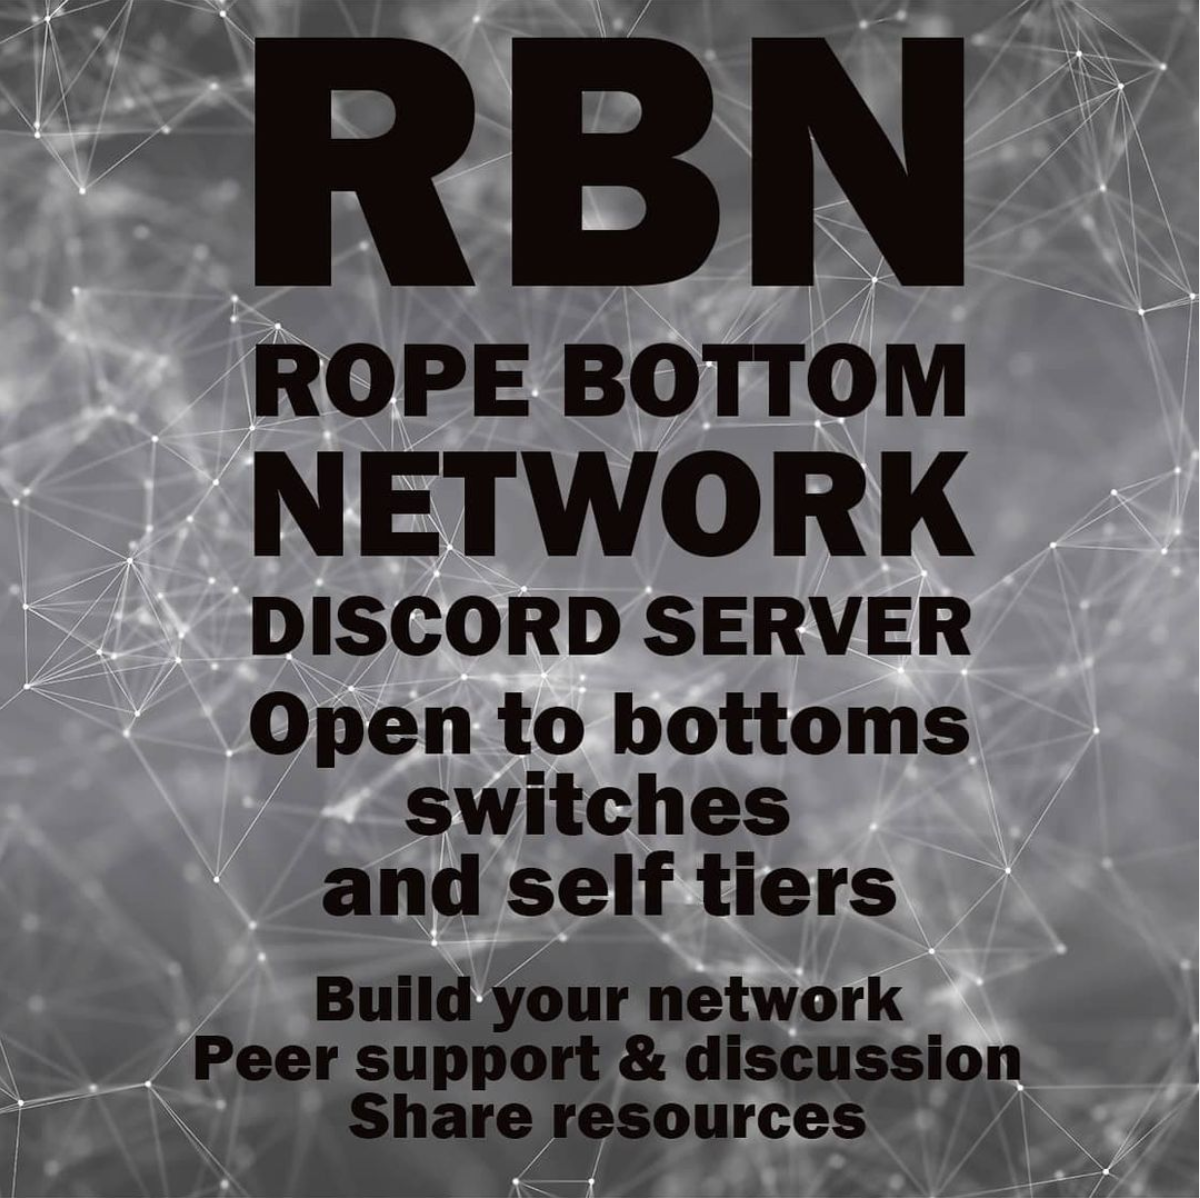 RBN
ROPE BOTTOM
NETWORK
DISCORD SERVER
Open to bottoms
switches
and self tiers
Build your network
Peer support & discussion
Share resources